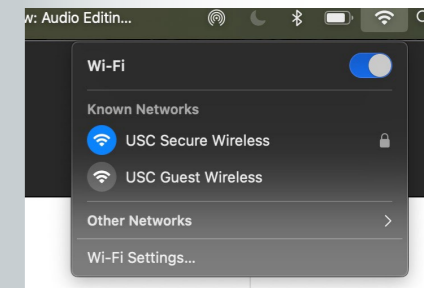 w: Audio Editin...
Wi-Fi
Known Networks
USC Secure Wireless
USC Guest Wireless
Other Networks
Wi-Fi Settings...